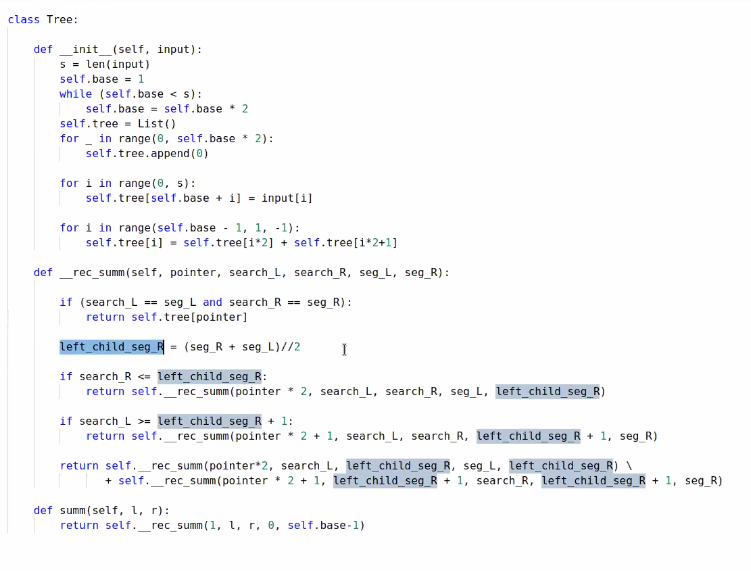 class Tree:
def __init__(self, input):
s = len(input)
self.base = 1
while (self.base < s):
self.base = self.base * 2
self.tree = List()
for _ in range(0, self.base * 2):
self.tree.append(0)
for i in range(0, s):
self.tree[self.base + i] = input[i]
for i in range(self.base - 1, 1, -1):
self.tree[i] = self.tree[i*2] + self.tree[i*2+1]
def __rec_summ(self, pointer, search_L, search_R, seg_L, seg_R):
if (search_L == seg_L and search_R == seg_R):
return self.tree[pointer]
left_child_seg_R = (seg_R + seg_L)//2
if search_R <= left_child_seg_R:
return self.__rec_summ(pointer * 2, search_L, search_R, seg_L, left_child_seg_R)
if search_L >= left_child_seg_R + 1:
return self.__rec_summ(pointer * 2 + 1, search_L, search_R, left_child_seg_R + 1, seg_R)
return self.__rec_summ(pointer*2, search_L, left_child_seg_R, seg_L, left_child_seg_R) \
+ self.__rec_summ(pointer * 2 + 1, left_child_seg_R + 1, search_R, left_child_seg_R + 1, seg_R)
def summ(self, l, r):
return self.__rec_summ(1, l, r, 0, self.base-1)